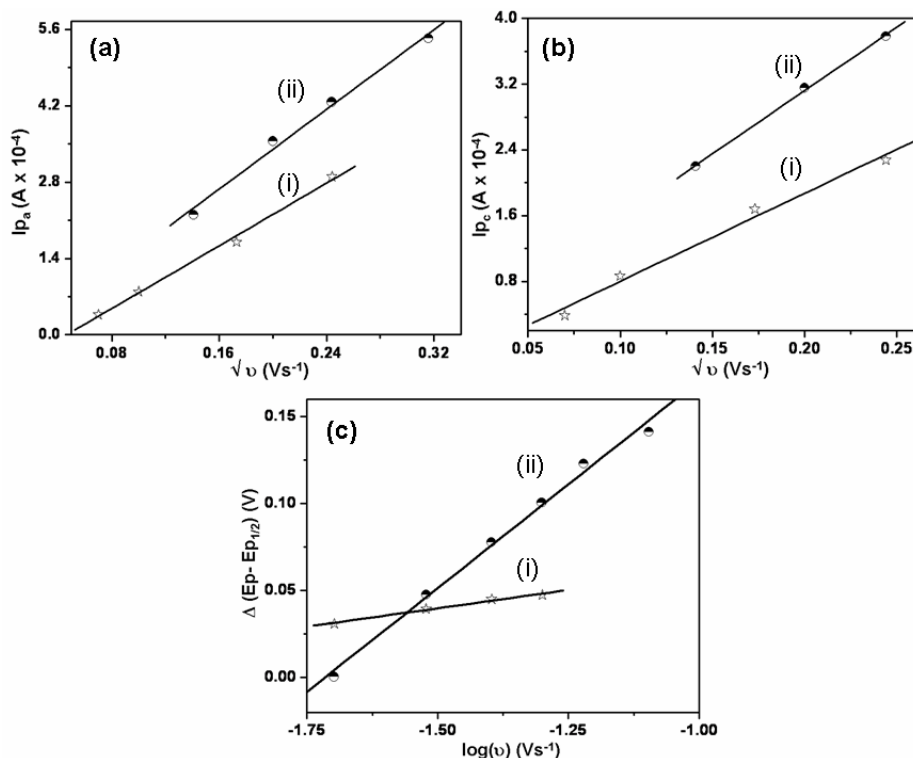 (a)
5.6
4.2
2.8
1.4
0.0
Ip_a (A x 10^-4)
(ii)
(i)
0.08 0.16 0.24 0.32
√ υ (Vs^-1)
(b)
4.0
3.2
2.4
1.6
0.8
Ip_c (A x 10^-4)
(ii)
(i)
0.05 0.10 0.15 0.20 0.25
√ υ (Vs^-1)
(c)
0.15
0.10
0.05
0.00
Δ (Ep- Ep_1/2) (V)
(ii)
(i)
-1.75 -1.50 -1.25 -1.00
log(υ) (Vs^-1)